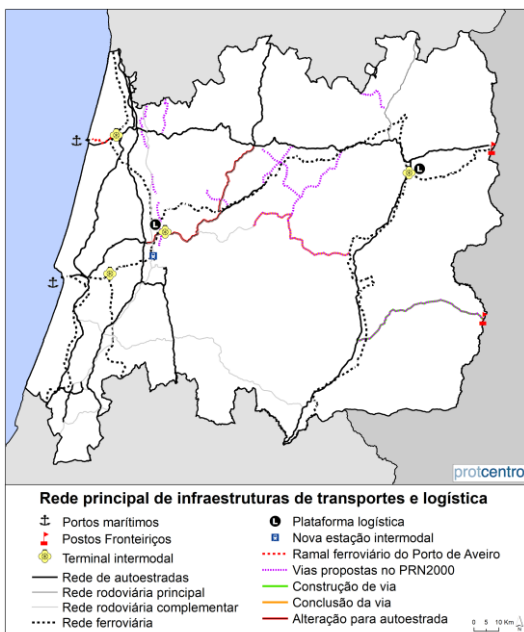 protcentro
Rede principal de infraestruturas de transportes e logística
Portos marítimos
Postos Fronteiriços
Terminal intermodal
Rede de autoestradas
Rede rodoviária principal
Rede rodoviária complementar
Rede ferroviária
L Plataforma logística
Nova estação intermodal
Ramal ferroviário do Porto de Aveiro
Vias propostas no PRN2000
Construção de via
Conclusão da via
Alteração para autoestrada
0 5 10 Km